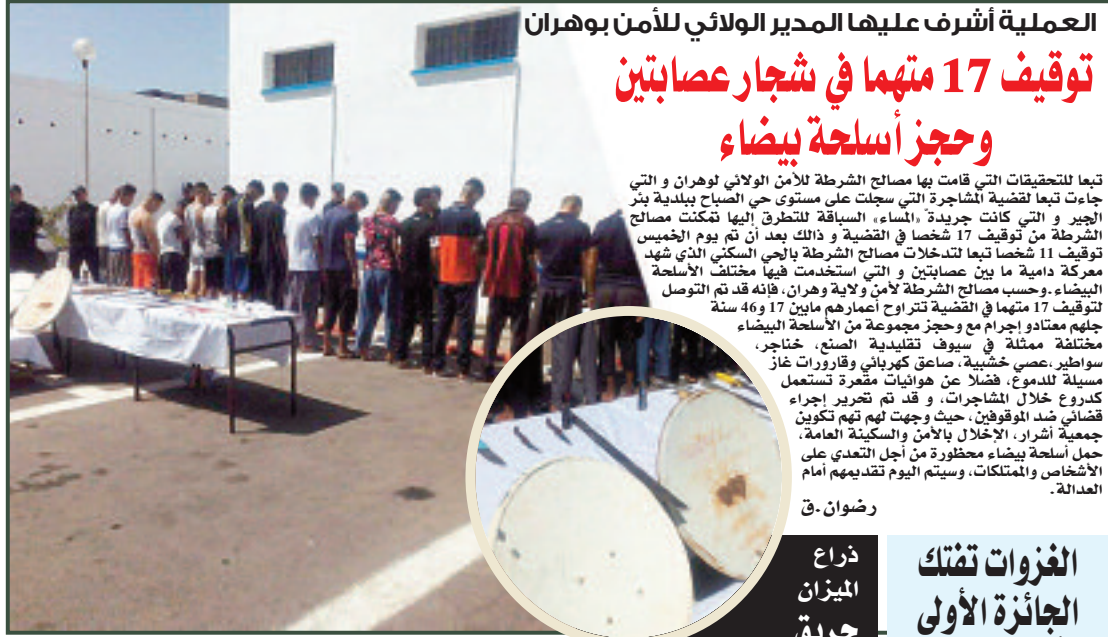 العملية أشرف عليها المدير الولائي للأمن بوهران
توقيف 17 متهما في شجار عصابتين
وحجز أسلحة بيضاء
تبعا للتحقيقات التي قامت بها مصالح الشرطة للأمن الولائي لوهران و التي
جاءت تبعا لقضية المشاجرة التي سجلت على مستوى حي الصباح ببلدية بئر
الجير و التي كانت جريدة «المساء» السباقة للتطرق إليها تمكنت مصالح
الشرطة من توقيف 17 شخصا في القضية و ذالك بعد أن تم يوم الخميس
توقيف 11 شخصا تبعا لتدخلات مصالح الشرطة بالحي السكني الذي شهد
معركة دامية ما بين عصابتين و التي استخدمت فيها مختلف الأسلحة
البيضاء .وحسب مصالح الشرطة لأمن ولاية وهران، فإنه قد تم التوصل
لتوقيف 17 متهما في القضية تتراوح أعمارهم مابين 17 و46 سنة
جلهم معتادو إجرام مع وحجز مجموعة من الأسلحة البيضاء
مختلفة ممثلة في سيوف تقليدية الصنع، خناجر،
سواطير ،عصي خشبية، صاعق كهربائي وقارورات غاز
مسيلة للدموع، فضلا عن هوائيات مقعرة تستعمل
كدروع خلال المشاجرات، و قد تم تحرير إجراء
قضائي ضد الموقوفين، حيث وجهت لهم تهم تكوين
جمعية أشرار، الإخلال بالأمن والسكينة العامة،
حمل أسلحة بيضاء محظورة من أجل التعدي على
الأشخاص والممتلكات، وسيتم اليوم تقديمهم أمام
العدالة .
رضوان .ق
الغزوات تفتك
الجائزة الأولى
ذراع
الميزان
حريق